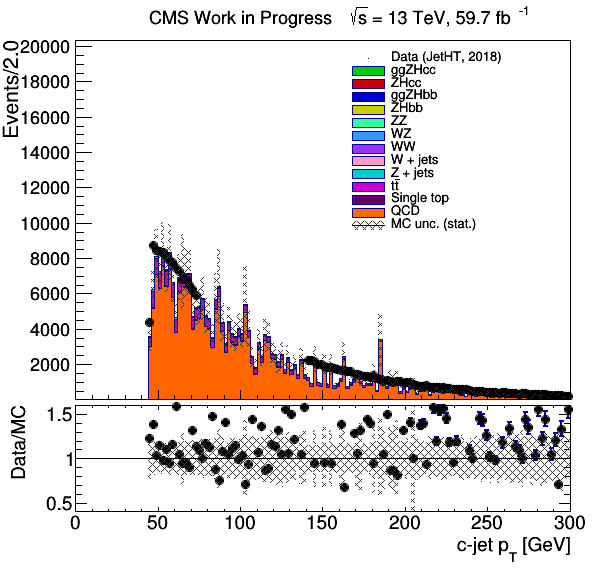 CMS Work in Progress √s = 13 TeV, 59.7 fb⁻¹
Events/2.0
20000
18000
16000
14000
12000
10000
8000
6000
4000
2000
Data (JetHT, 2018)
ggZHcc
ZHcc
ggZHbb
ZHbb
ZZ
WZ
WW
W + jets
Z + jets
tt̄
Single top
QCD
MC unc. (stat.)
Data/MC
1.5
1
0.5
0 50 100 150 200 250 300
c-jet p_T [GeV]